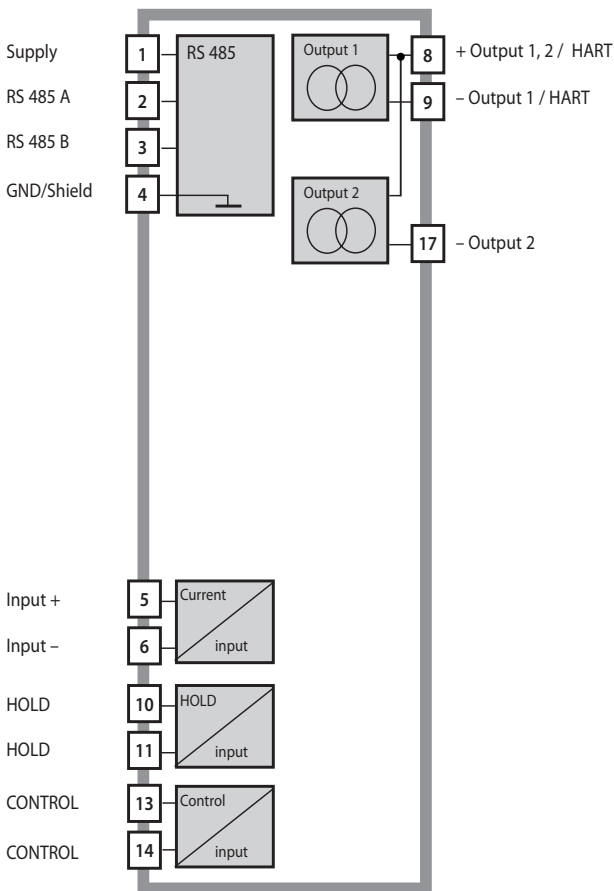 Supply 1 RS 485 Output 1 8 + Output 1, 2 / HART
RS 485 A 2 9 – Output 1 / HART
RS 485 B 3
GND/Shield 4 Output 2
17 – Output 2
Input + 5 Current
Input – 6 input
HOLD 10 HOLD
HOLD 11 input
CONTROL 13 Control
CONTROL 14 input